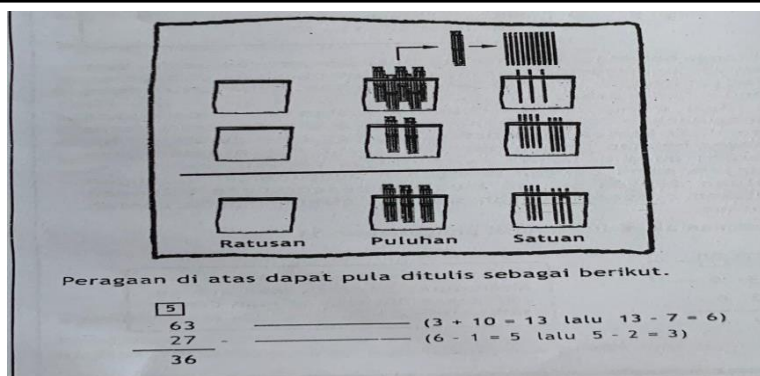 Ratusan Puluhan Satuan
Peragaan di atas dapat pula ditulis sebagai berikut.
5
63 (3 + 10 = 13 lalu 13 - 7 = 6)
27 - (6 - 1 = 5 lalu 5 - 2 = 3)
36